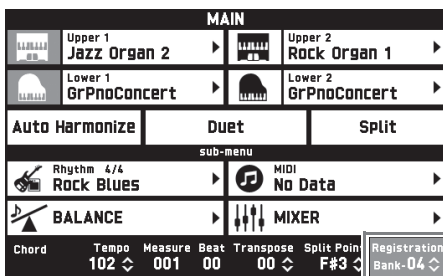 MAIN
Upper 1
Jazz Organ 2
Upper 2
Rock Organ 1
Lower 1
GrPnoConcert
Lower 2
GrPnoConcert
Auto Harmonize
Duet
Split
sub-menu
Rhythm 4/4
Rock Blues
MIDI
No Data
BALANCE
MIXER
Chord Tempo Measure Beat Transpose Split Point Registration
102 001 00 00 F#3 Bank-04